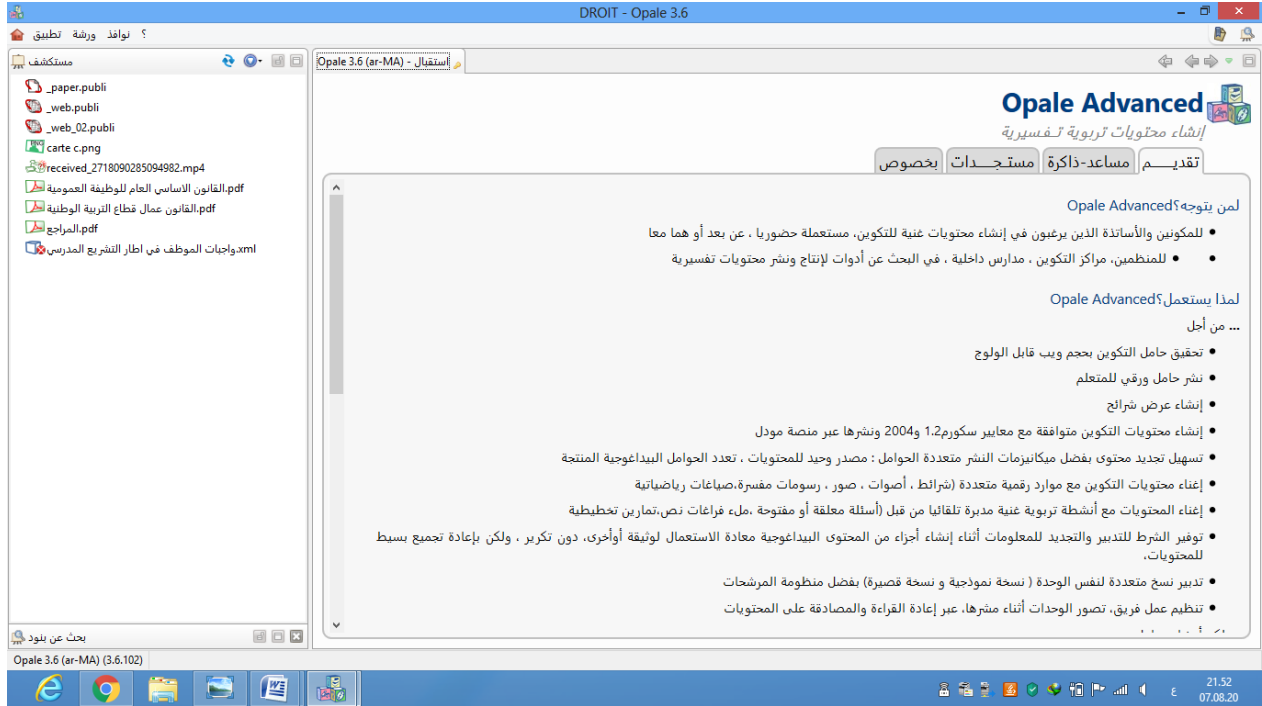 DROIT - Opale 3.6
؟ نوافذ ورشة تطبيق
مستكشف
_paper.publi
_web.publi
_web_02.publi
carte c.png
received_2718090285094982.mp4
القانون الاساسي العام للوظيفة العمومية.pdf
القانون عمال قطاع التربية الوطنية.pdf
المراجع.pdf
واجبات الموظف في اطار التشريع المدرسي.xml
بحث عن بنود
Opale 3.6 (ar-MA) (3.6.102)
استقبال - Opale 3.6 (ar-MA)
Opale Advanced
إنشاء محتويات تربوية تـفـسيرية
تقديــــم مساعد-ذاكرة مستـجـــدات بخصوص
لمن يتوجه؟Opale Advanced
● للمكونين والأساتذة الذين يرغبون في إنشاء محتويات غنية للتكوين، مستعملة حضوريا ، عن بعد أو هما معا
● ● للمنظمين، مراكز التكوين ، مدارس داخلية ، في البحث عن أدوات لإنتاج ونشر محتويات تفسيرية
لمذا يستعمل؟Opale Advanced
... من أجل
● تحقيق حامل التكوين بحجم ويب قابل الولوج
● نشر حامل ورقي للمتعلم
● إنشاء عرض شرائح
● إنشاء محتويات التكوين متوافقة مع معايير سكورم1.2 و2004 ونشرها عبر منصة مودل
● تسهيل تجديد محتوى بفضل ميكانيزمات النشر متعددة الحوامل : مصدر وحيد للمحتويات ، تعدد الحوامل البيداغوجية المنتجة
● إغناء محتويات التكوين مع موارد رقمية متعددة (شرائط ، أصوات ، صور ، رسومات مفسرة،صياغات رياضياتية
● إغناء المحتويات مع أنشطة تربوية غنية مدبرة تلقائيا من قبل (أسئلة معلقة أو مفتوحة ،ملء فراغات نص،تمارين تخطيطية
● توفير الشرط للتدبير والتجديد للمعلومات أثناء إنشاء أجزاء من المحتوى البيداغوجية معادة الاستعمال لوثيقة أوأخرى، دون تكرير ، ولكن بإعادة تجميع بسيط
للمحتويات،
● تدبير نسخ متعددة لنفس الوحدة ( نسخة نموذجية و نسخة قصيرة) بفضل منظومة المرشحات
● تنظيم عمل فريق، تصور الوحدات أثناء مشرها، عبر إعادة القراءة والمصادقة على المحتويات
ع
21.52
07.08.20